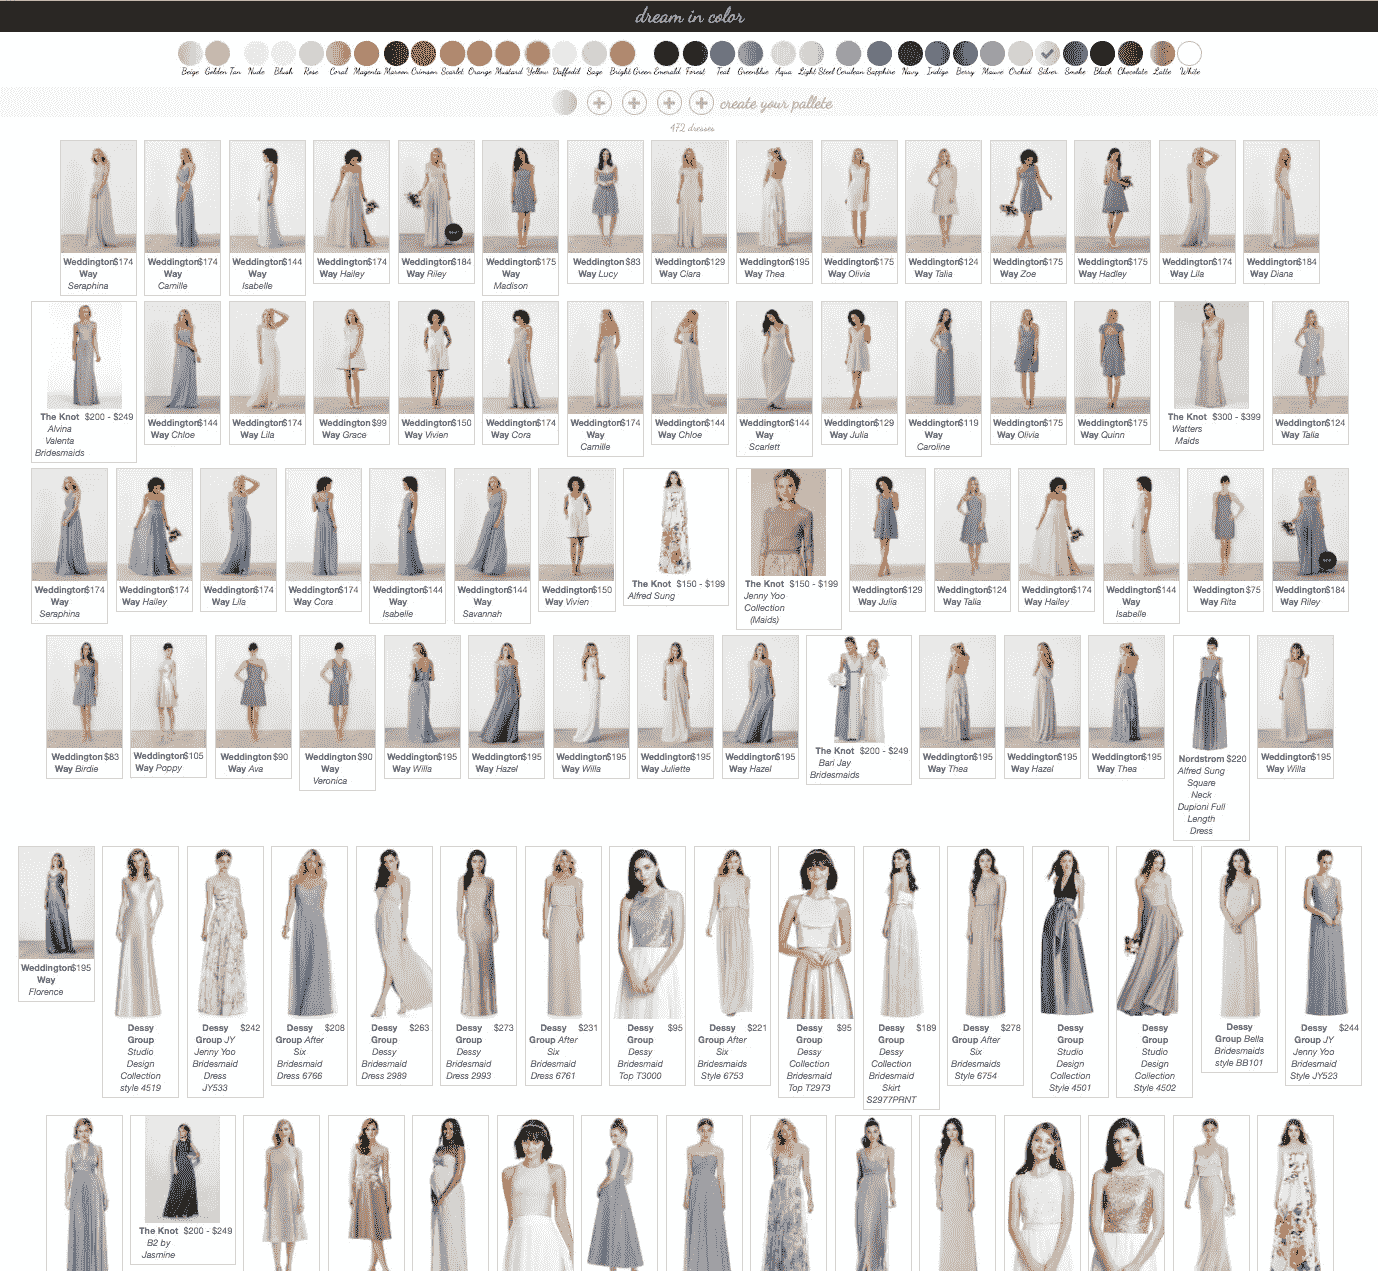 dream in color
Beige Golden Tan Nude Blush Rose Coral Magenta Maroon Crimson Scarlet Orange Mustard Yellow Daffodil Sage Bright Green Emerald Forest Teal Greenblue Aqua Light Steel Cerulean Sapphire Navy Indigo Berry Mauve Orchid Silver Smoke Black Chocolate Latte White
create your pallete
472 dresses
Weddington $174 Weddington $174 Weddington $144 Weddington $174 Weddington $184 Weddington $175 Weddington $83 Weddington $129 Weddington $195 Weddington $175 Weddington $124 Weddington $175 Weddington $175 Weddington $174 Weddington $184
Way Way Way Way Hailey Way Riley Way Way Lucy Way Clara Way Thea Way Olivia Way Talia Way Zoe Way Hadley Way Lila Way Diana
Seraphina Camille Isabelle Madison
The Knot $200 - $249 Weddington $144 Weddington $174 Weddington $99 Weddington $150 Weddington $174 Weddington $174 Weddington $144 Weddington $144 Weddington $129 Weddington $119 Weddington $175 Weddington $175 The Knot $300 - $399 Weddington $124
Alvina Way Chloe Way Lila Way Grace Way Vivien Way Cora Way Way Chloe Way Way Julia Way Way Olivia Way Quinn Watters Way Talia
Valenta Camille Scarlett Caroline Maids
Bridesmaids
Weddington $174 Weddington $174 Weddington $174 Weddington $174 Weddington $144 Weddington $144 Weddington $150 The Knot $150 - $199 The Knot $150 - $199 Weddington $129 Weddington $124 Weddington $174 Weddington $144 Weddington $75 Weddington $184
Way Way Hailey Way Lila Way Cora Way Way Way Vivien Alfred Sung Jenny Yoo Way Julia Way Talia Way Hailey Way Way Rita Way Riley
Seraphina Isabelle Savannah Collection Isabelle
(Maids)
Weddington $83 Weddington $105 Weddington $90 Weddington $90 Weddington $195 Weddington $195 Weddington $195 Weddington $195 Weddington $195 The Knot $200 - $249 Weddington $195 Weddington $195 Weddington $195 Nordstrom $220 Weddington $195
Way Birdie Way Poppy Way Ava Way Way Willa Way Hazel Way Willa Way Juliette Way Hazel Bari Jay Way Thea Way Hazel Way Thea Alfred Sung Way Willa
Veronica Bridesmaids Square
Neck
Dupioni Full
Length
Dress
Weddington $195
Way
Florence
Dessy Dessy $242 Dessy $208 Dessy $263 Dessy $273 Dessy $231 Dessy $95 Dessy $221 Dessy $95 Dessy $189 Dessy $278 Dessy Dessy Dessy Dessy $244
Group Group JY Group After Group Group Group After Group Group After Group Group Group After Group Group Group Bella Group JY
Studio Jenny Yoo Six Dessy Dessy Six Dessy Six Dessy Dessy Six Studio Studio Bridesmaids Jenny Yoo
Design Bridesmaid Bridesmaid Bridesmaid Bridesmaid Bridesmaid Bridesmaid Bridesmaids Collection Collection Bridesmaids Design Design style BB101 Bridesmaid
Collection Dress Dress 6766 Dress 2989 Dress 2993 Dress 6761 Top T3000 Style 6753 Bridesmaid Bridesmaid Style 6754 Collection Collection Style JY523
style 4519 JY533 Top T2973 Skirt Style 4501 Style 4502
S2977PRNT
The Knot $200 - $249
B2 by
Jasmine